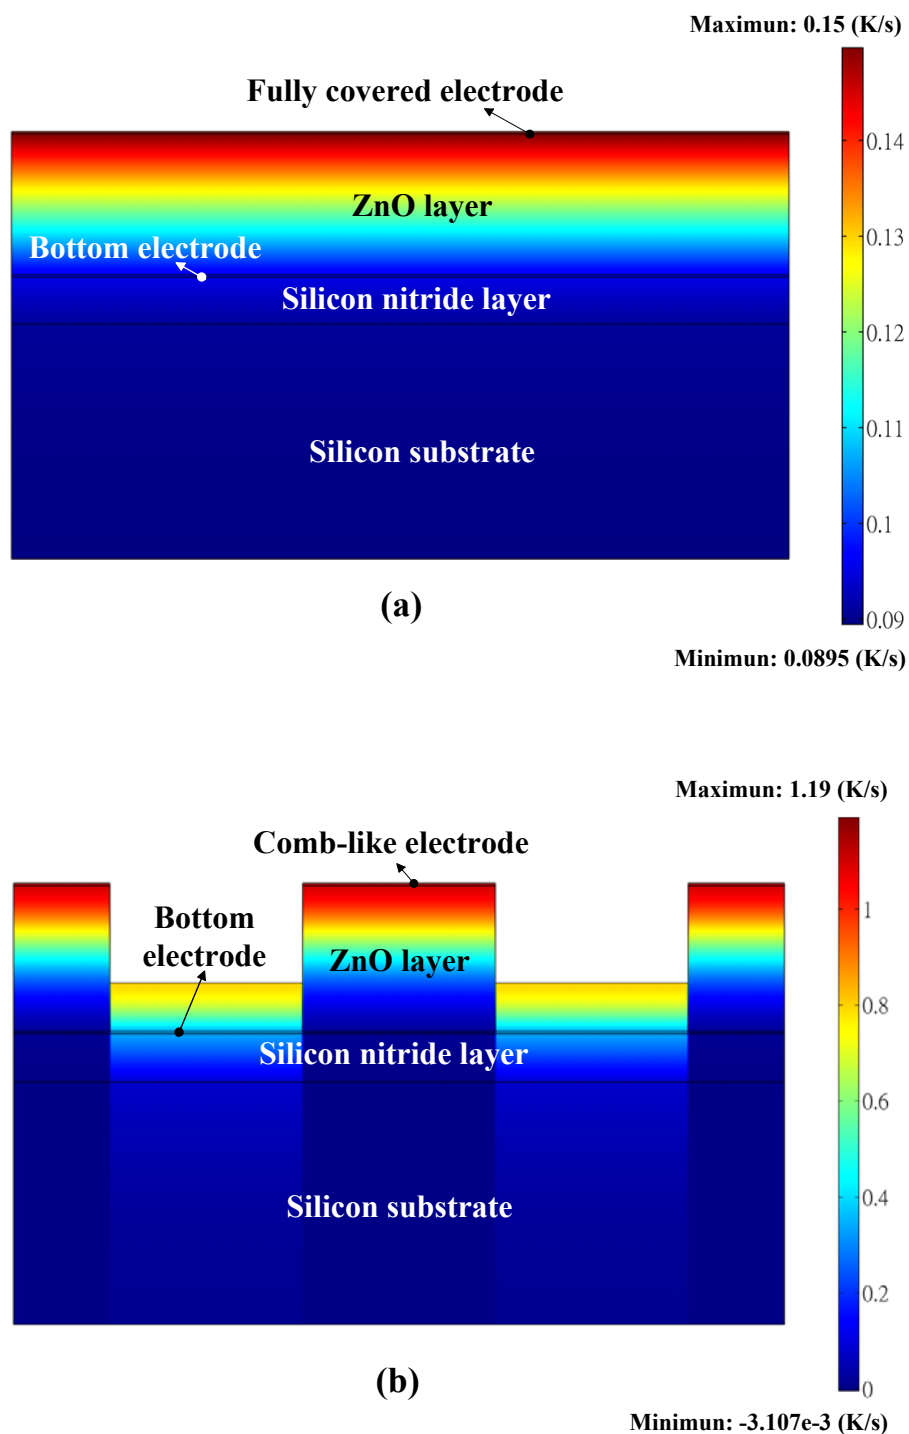 Maximun: 0.15 (K/s)
Fully covered electrode
0.14
ZnO layer
0.13
Bottom electrode
Silicon nitride layer
0.12
0.11
Silicon substrate
0.1
(a)
0.09
Minimun: 0.0895 (K/s)
Maximun: 1.19 (K/s)
Comb-like electrode
1
Bottom
electrode
ZnO layer
0.8
Silicon nitride layer
0.6
Silicon substrate
0.4
0.2
(b)
0
Minimun: -3.107e-3 (K/s)